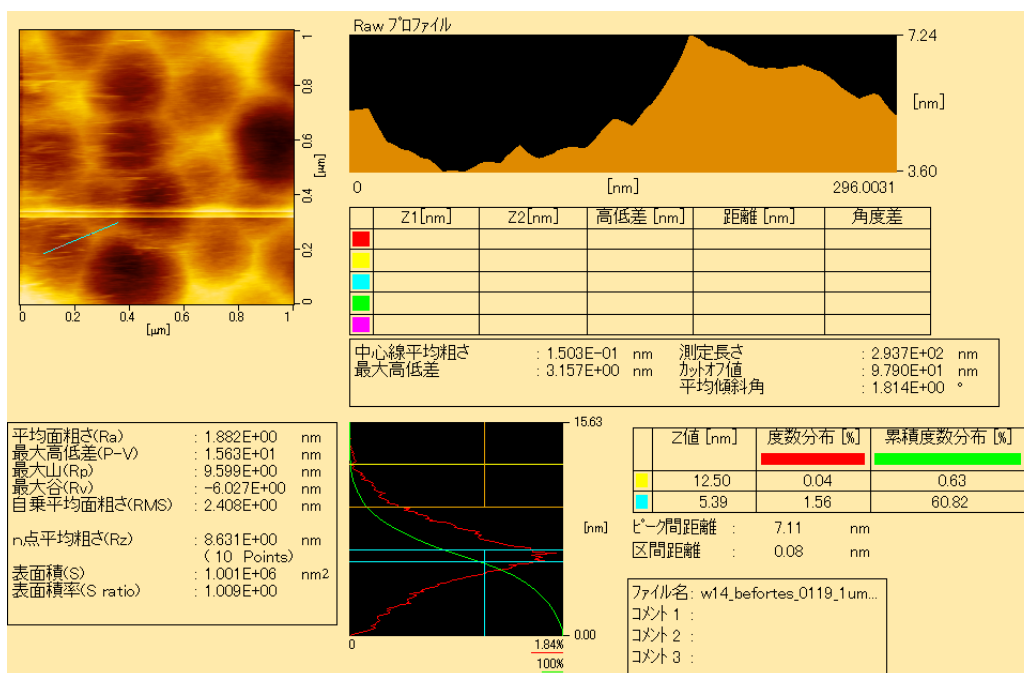 Raw プロファイル
1
0.8
0.6
[μm]
0.4
0.2
0
0 0.2 0.4 0.6 0.8 1
[μm]
7.24
[nm]
3.60
0 [nm] 296.0031
Z1[nm] Z2[nm] 高低差 [nm] 距離 [nm] 角度差
中心線平均粗さ : 1.503E-01 nm 測定長さ : 2.937E+02 nm
最大高低差 : 3.157E+00 nm カットオフ値 : 9.790E+01 nm
平均傾斜角 : 1.814E+00 °
平均面粗さ(Ra) : 1.882E+00 nm
最大高低差(P-V) : 1.563E+01 nm
最大山(Rp) : 9.599E+00 nm
最大谷(Rv) : -6.027E+00 nm
自乗平均面粗さ(RMS) : 2.408E+00 nm
n点平均粗さ(Rz) : 8.631E+00 nm
( 10 Points)
表面積(S) : 1.001E+06 nm2
表面積率(S ratio) : 1.009E+00
15.63
[nm]
0.00
0 1.84%
100%
Z値 [nm] 度数分布 [%] 累積度数分布 [%]
12.50 0.04 0.63
5.39 1.56 60.82
ピーク間距離 : 7.11 nm
区間距離 : 0.08 nm
ファイル名: w14_befortes_0119_1um...
コメント 1 :
コメント 2 :
コメント 3 :